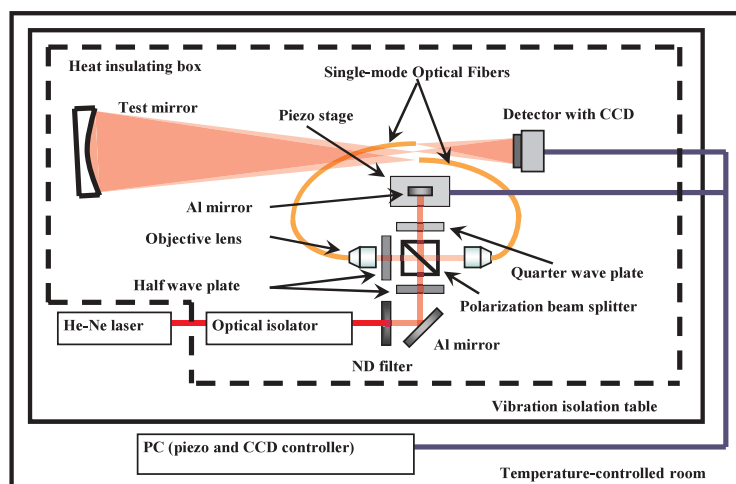 Heat insulating box
Single-mode Optical Fibers
Test mirror
Piezo stage
Detector with CCD
Al mirror
Objective lens
Quarter wave plate
Half wave plate
Polarization beam splitter
He-Ne laser
Optical isolator
Al mirror
ND filter
Vibration isolation table
PC (piezo and CCD controller)
Temperature-controlled room